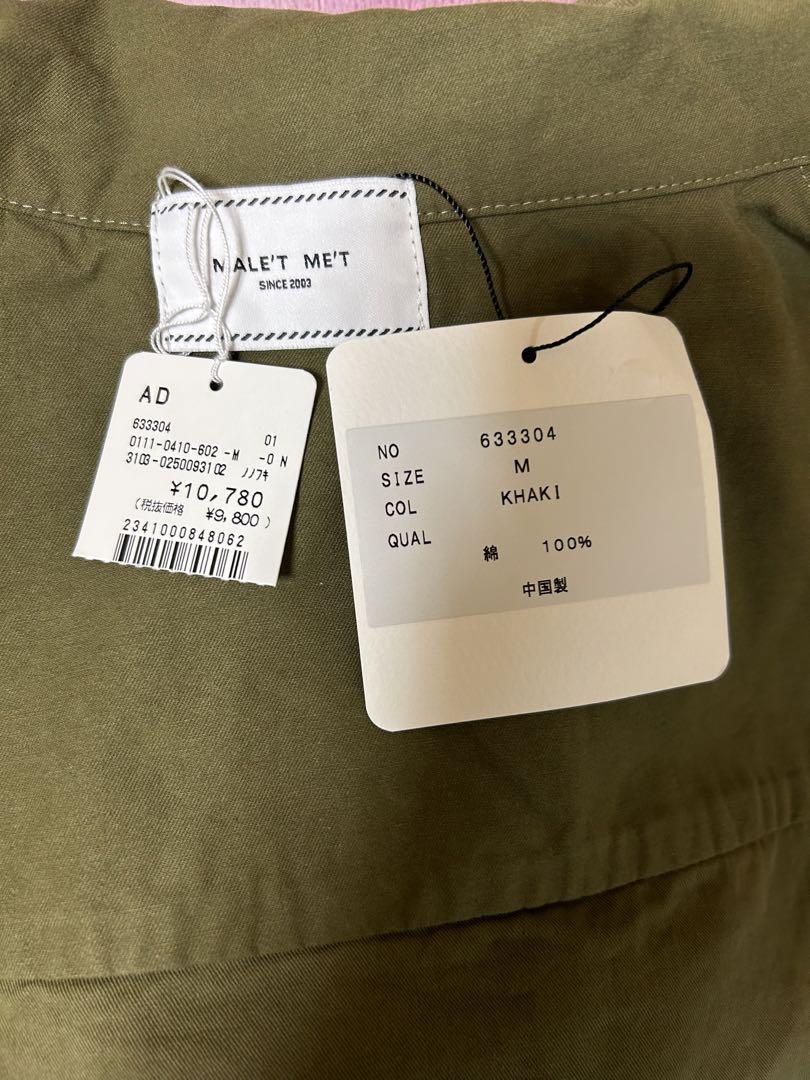 MALE'T ME'T
SINCE 2003
AD
633304 01
0111-0410-602 -M -0 N
3103-0250093102 ノノフキ
¥10,780
(税抜価格 ¥9,800)
2341000848062
NO 633304
SIZE M
COL KHAKI
QUAL 綿 100%
中国製